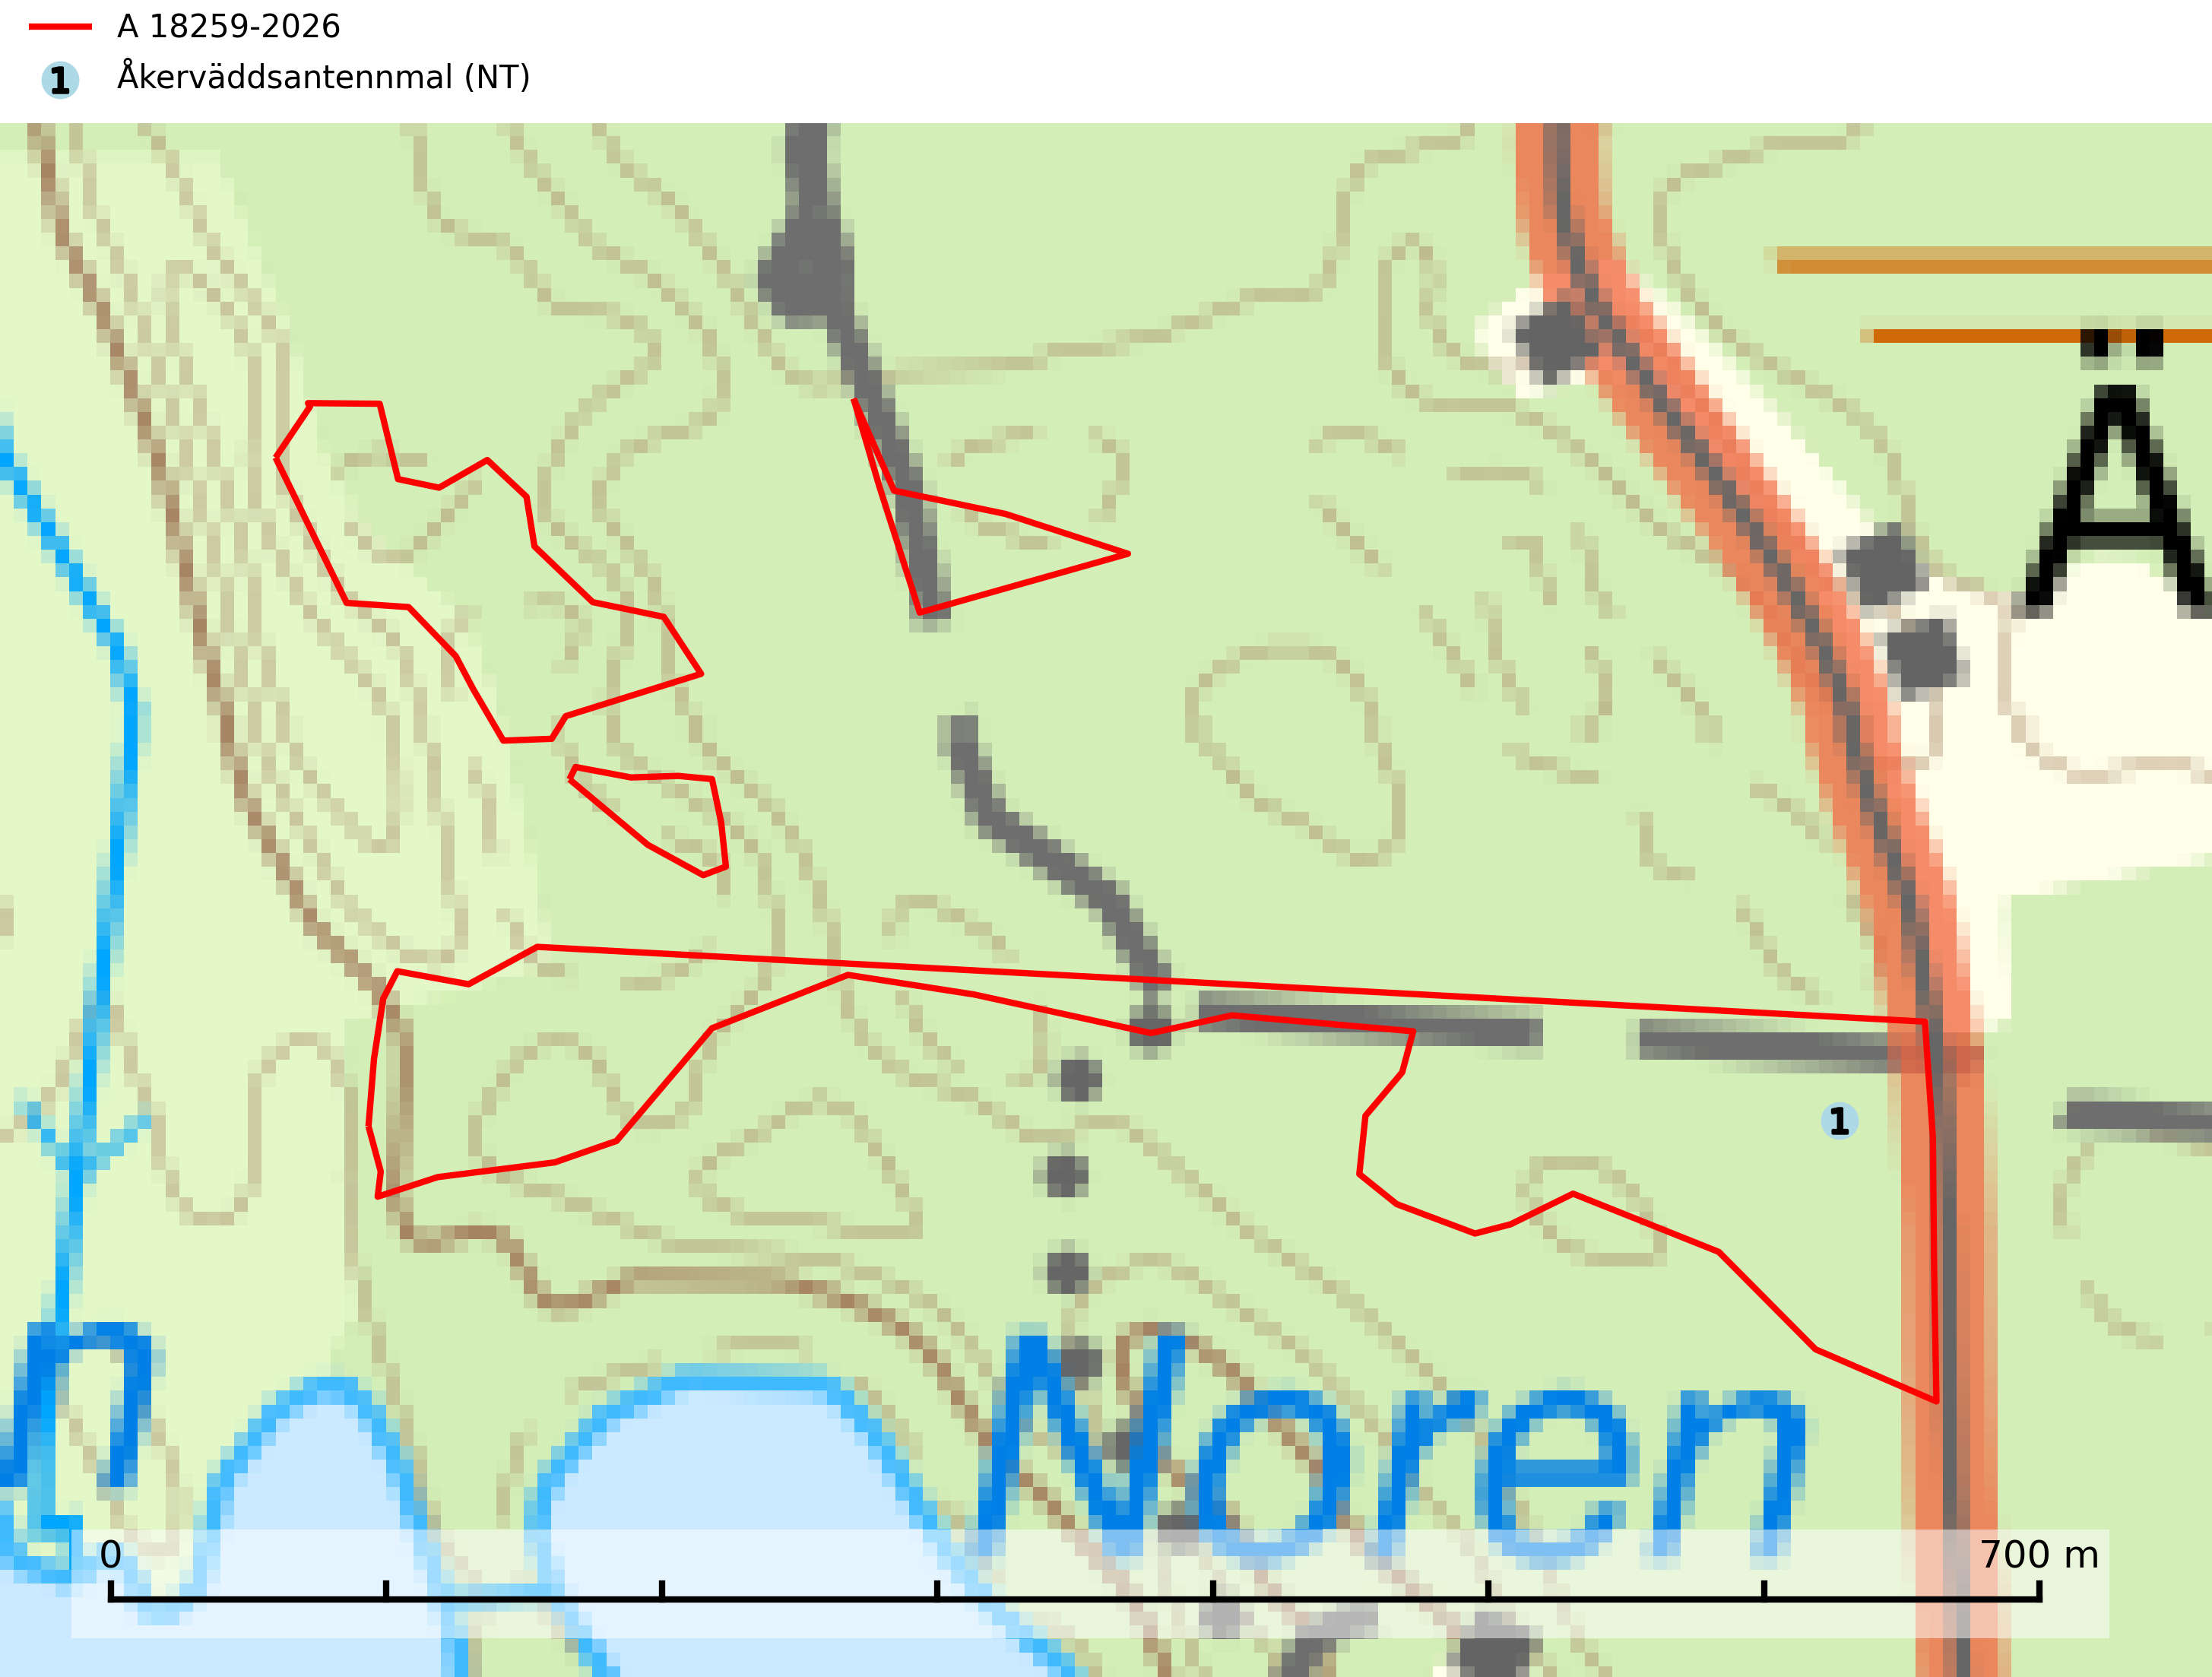 A 18259-2026
1 Åkerväddsantennmal (NT)
Ä
1
n
Noren
0 700 m